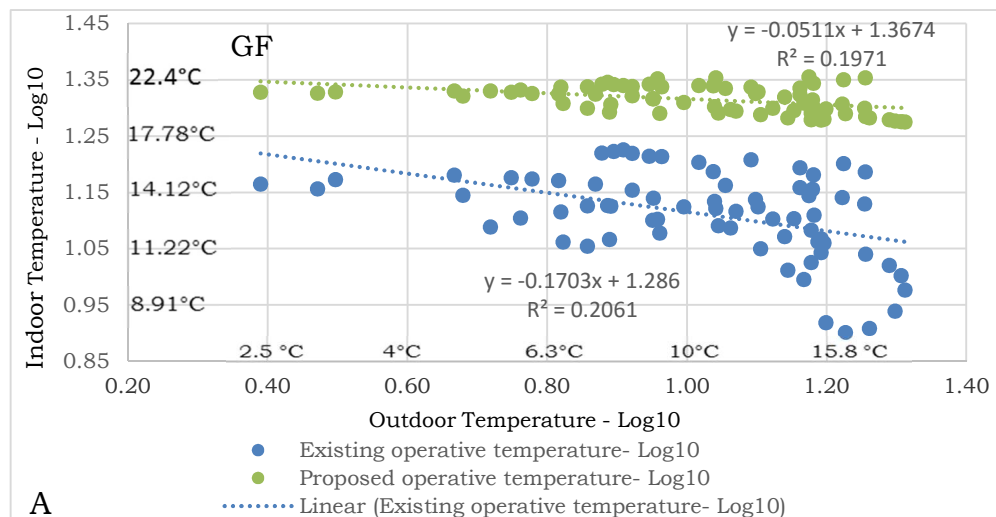 A
GF
y = -0.0511x + 1.3674
R² = 0.1971
1.45
1.35
1.25
1.15
1.05
0.95
0.85
22.4°C
17.78°C
14.12°C
11.22°C
8.91°C
Indoor Temperature - Log10
y = -0.1703x + 1.286
R² = 0.2061
2.5 °C 4°C 6.3°C 10°C 15.8 °C
0.20 0.40 0.60 0.80 1.00 1.20 1.40
Outdoor Temperature - Log10
Existing operative temperature- Log10
Proposed operative temperature- Log10
Linear (Existing operative temperature- Log10)
A